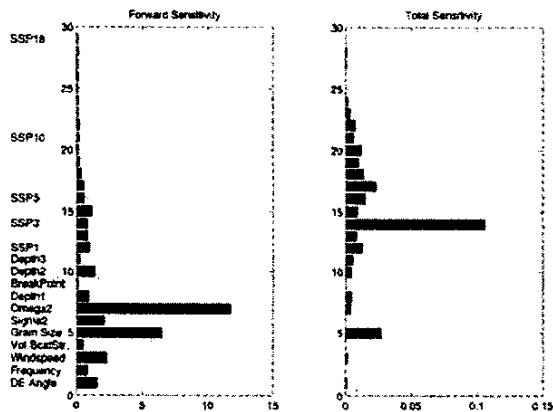 Forward Sensitivity
Total Sensitivity
30
SSP18
25
SSP10
20
SSP5
15
SSP3
SSP1
Depth3
Depth2
10
BreakPoint
Depth1
Omega2
Sigma2
Grain Size
5
Vol.ScatStr.
Windspeed
Frequency
DE Angle
0
0
5
10
15
30
25
20
15
10
5
0
0
0.05
0.1
0.15